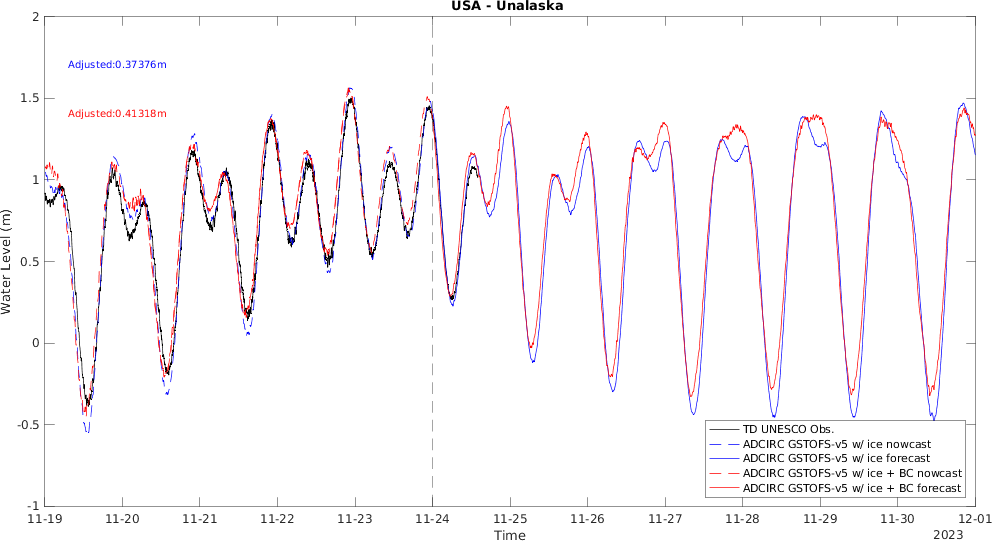 USA - Unalaska
2
1.5
1
0.5
0
-0.5
-1
Water Level (m)
Adjusted:0.37376m
Adjusted:0.41318m
TD UNESCO Obs.
ADCIRC GSTOFS-v5 w/ ice nowcast
ADCIRC GSTOFS-v5 w/ ice forecast
ADCIRC GSTOFS-v5 w/ ice + BC nowcast
ADCIRC GSTOFS-v5 w/ ice + BC forecast
11-19 11-20 11-21 11-22 11-23 11-24 11-25 11-26 11-27 11-28 11-29 11-30 12-01
Time
2023